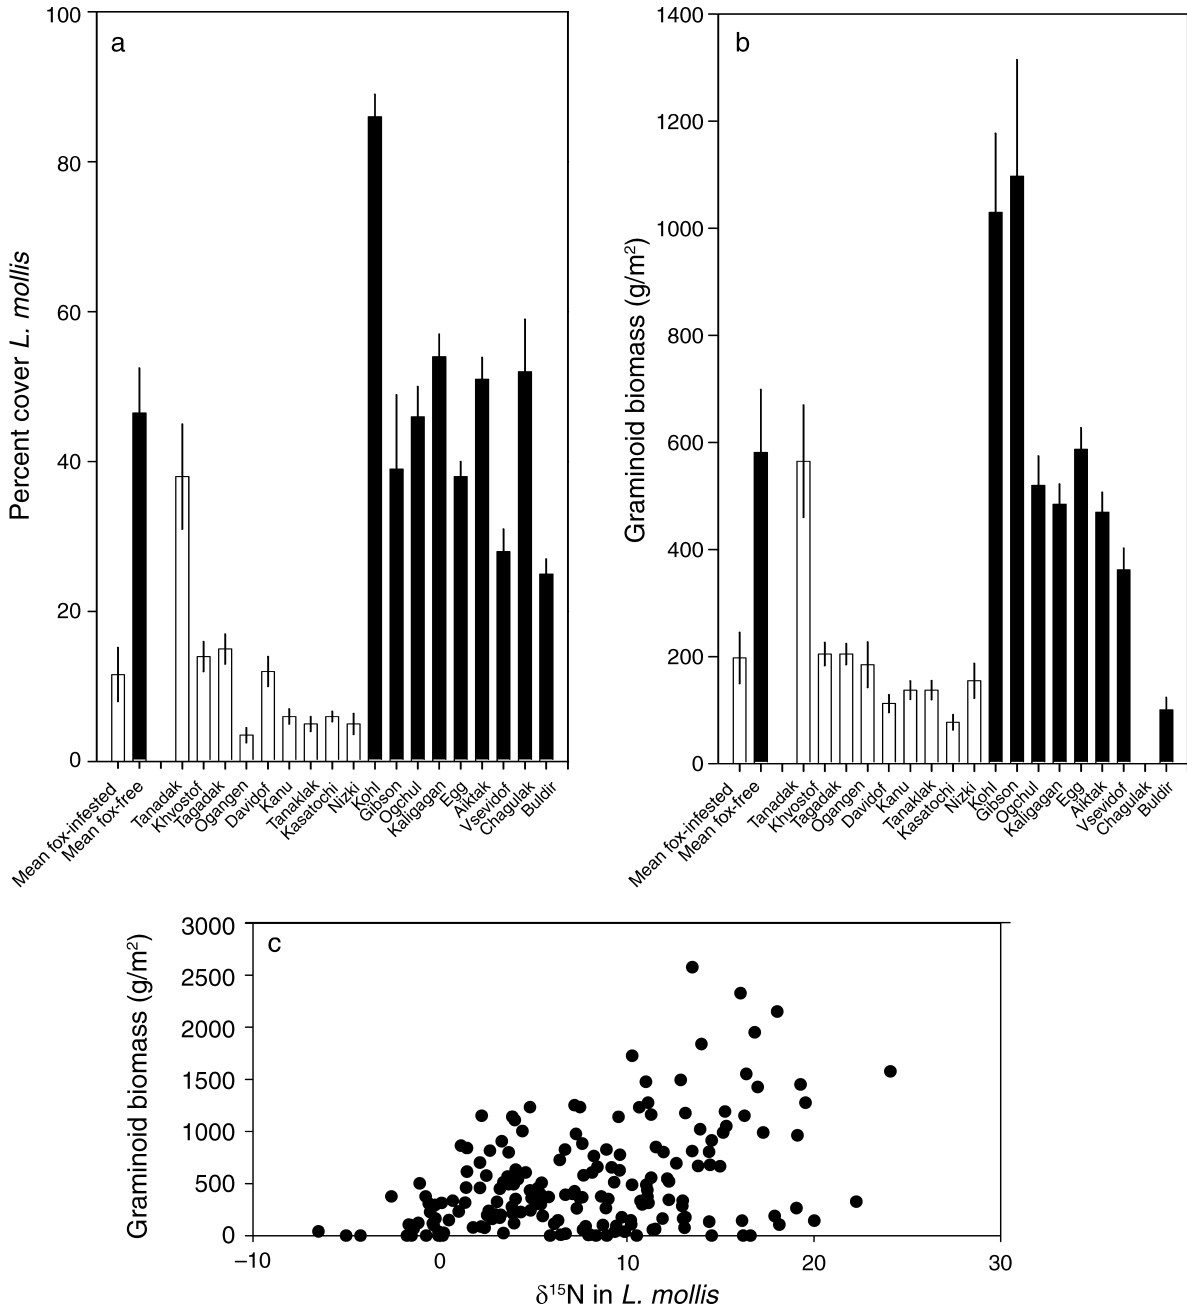 a
100
80
60
40
20
0
Percent cover L. mollis
Mean fox-infested
Mean fox-free
Tanadak
Khvostof
Tagadak
Ogangen
Davidof
Kanu
Tanaklak
Kasatochi
Nizki
Kohl
Gibson
Ogchul
Kaligagan
Egg
Aiktak
Vsevidof
Chagulak
Buldir
b
1400
1200
1000
800
600
400
200
0
Graminoid biomass (g/m²)
Mean fox-infested
Mean fox-free
Tanadak
Khvostof
Tagadak
Ogangen
Davidof
Kanu
Tanaklak
Kasatochi
Nizki
Kohl
Gibson
Ogchul
Kaligagan
Egg
Aiktak
Vsevidof
Chagulak
Buldir
c
3000
2500
2000
1500
1000
500
0
Graminoid biomass (g/m²)
–10 0 10 20 30
δ¹⁵N in L. mollis